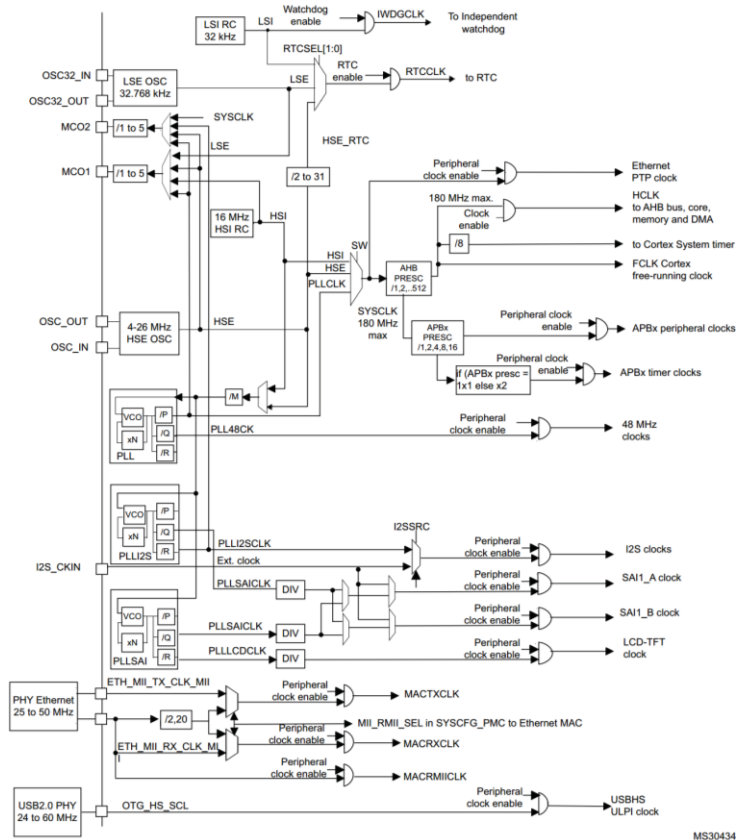 Watchdog
enable
IWDGCLK
To Independent
watchdog
LSI RC
32 kHz
LSI
RTCSEL[1:0]
OSC32_IN
OSC32_OUT
LSE OSC
32.768 kHz
LSE
RTC
enable
RTCCLK
to RTC
MCO2
/1 to 5
SYSCLK
LSE
HSE_RTC
MCO1
/1 to 5
/2 to 31
Peripheral
clock enable
Ethernet
PTP clock
16 MHz
HSI RC
HSI
180 MHz max.
Clock
enable
HCLK
to AHB bus, core,
memory and DMA
SW
HSI
HSE
PLLCLK
AHB
PRESC
/1,2,..512
/8
to Cortex System timer
FCLK Cortex
free-running clock
SYSCLK
180 MHz
max
OSC_OUT
OSC_IN
4-26 MHz
HSE OSC
HSE
APBx
PRESC
/1,2,4,8,16
Peripheral clock
enable
APBx peripheral clocks
if (APBx presc =
1x1 else x2
Peripheral clock
enable
APBx timer clocks
/M
VCO
xN
/P
/Q
/R
PLL
PLL48CK
Peripheral
clock enable
48 MHz
clocks
VCO
xN
/P
/Q
/R
PLLI2S
PLLI2SCLK
I2SSRC
Peripheral
clock enable
I2S clocks
I2S_CKIN
Ext. clock
PLLSAICLK
DIV
Peripheral
clock enable
SAI1_A clock
VCO
xN
/P
/Q
/R
PLLSAI
PLLSAICLK
DIV
Peripheral
clock enable
SAI1_B clock
PLLLCDCLK
DIV
Peripheral
clock enable
LCD-TFT
clock
ETH_MII_TX_CLK_MII
PHY Ethernet
25 to 50 MHz
/2,20
Peripheral
clock enable
MACTXCLK
MII_RMII_SEL in SYSCFG_PMC to Ethernet MAC
ETH_MII_RX_CLK_MI
I
Peripheral
clock enable
MACRXCLK
Peripheral
clock enable
MACRMIICLK
USB2.0 PHY
24 to 60 MHz
OTG_HS_SCL
Peripheral
clock enable
USBHS
ULPI clock
MS30434